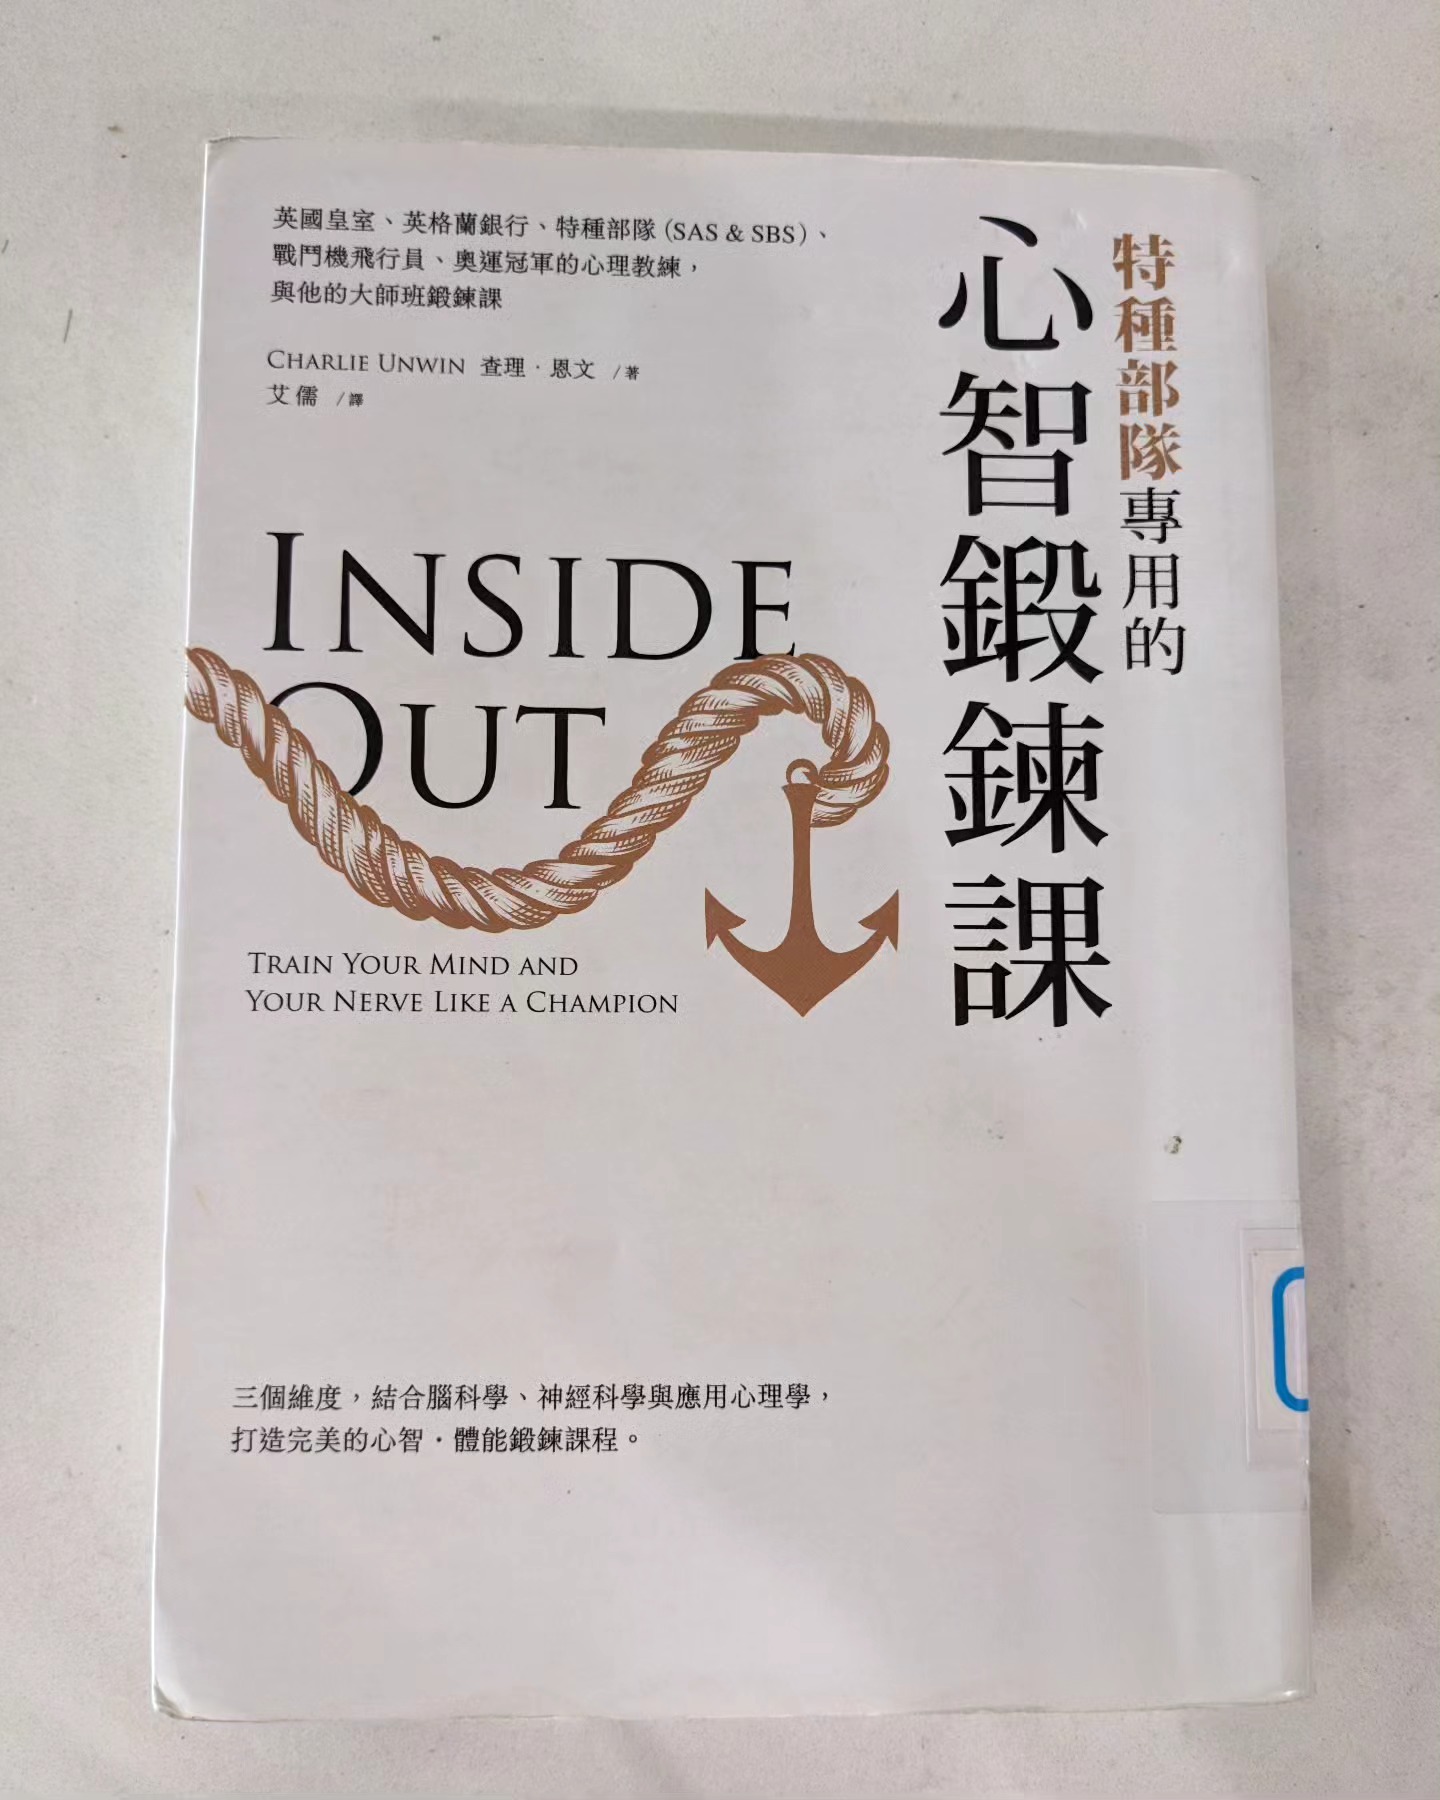 特種部隊專用的
心智鍛鍊課
英國皇室、英格蘭銀行、特種部隊（SAS & SBS）、
戰鬥機飛行員、奧運冠軍的心理教練，
與他的大師班鍛鍊課
CHARLIE UNWIN 查理・恩文 /著
艾儒 /譯
INSIDE
OUT
TRAIN YOUR MIND AND
YOUR NERVE LIKE A CHAMPION
三個維度，結合腦科學、神經科學與應用心理學，
打造完美的心智・體能鍛鍊課程。